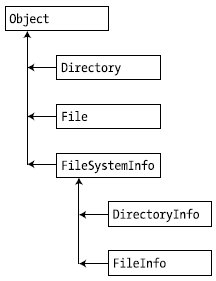 Object
Directory
File
FileSystemInfo
DirectoryInfo
FileInfo